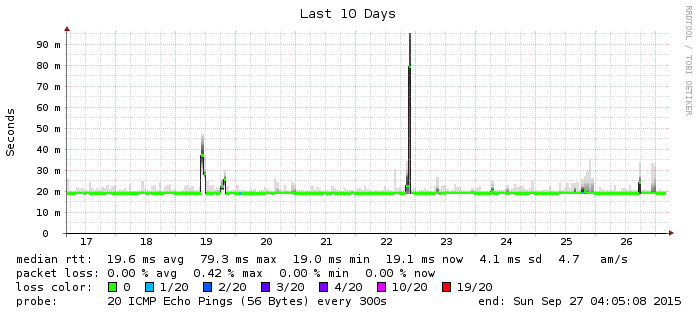 Last 10 Days
RRDTOOL / TOBI OETIKER
Seconds
90 m
80 m
70 m
60 m
50 m
40 m
30 m
20 m
10 m
0
17 18 19 20 21 22 23 24 25 26
median rtt: 19.6 ms avg 79.3 ms max 19.0 ms min 19.1 ms now 4.1 ms sd 4.7 am/s
packet loss: 0.00 % avg 0.42 % max 0.00 % min 0.00 % now
loss color: 0 1/20 2/20 3/20 4/20 10/20 19/20
probe: 20 ICMP Echo Pings (56 Bytes) every 300s end: Sun Sep 27 04:05:08 2015